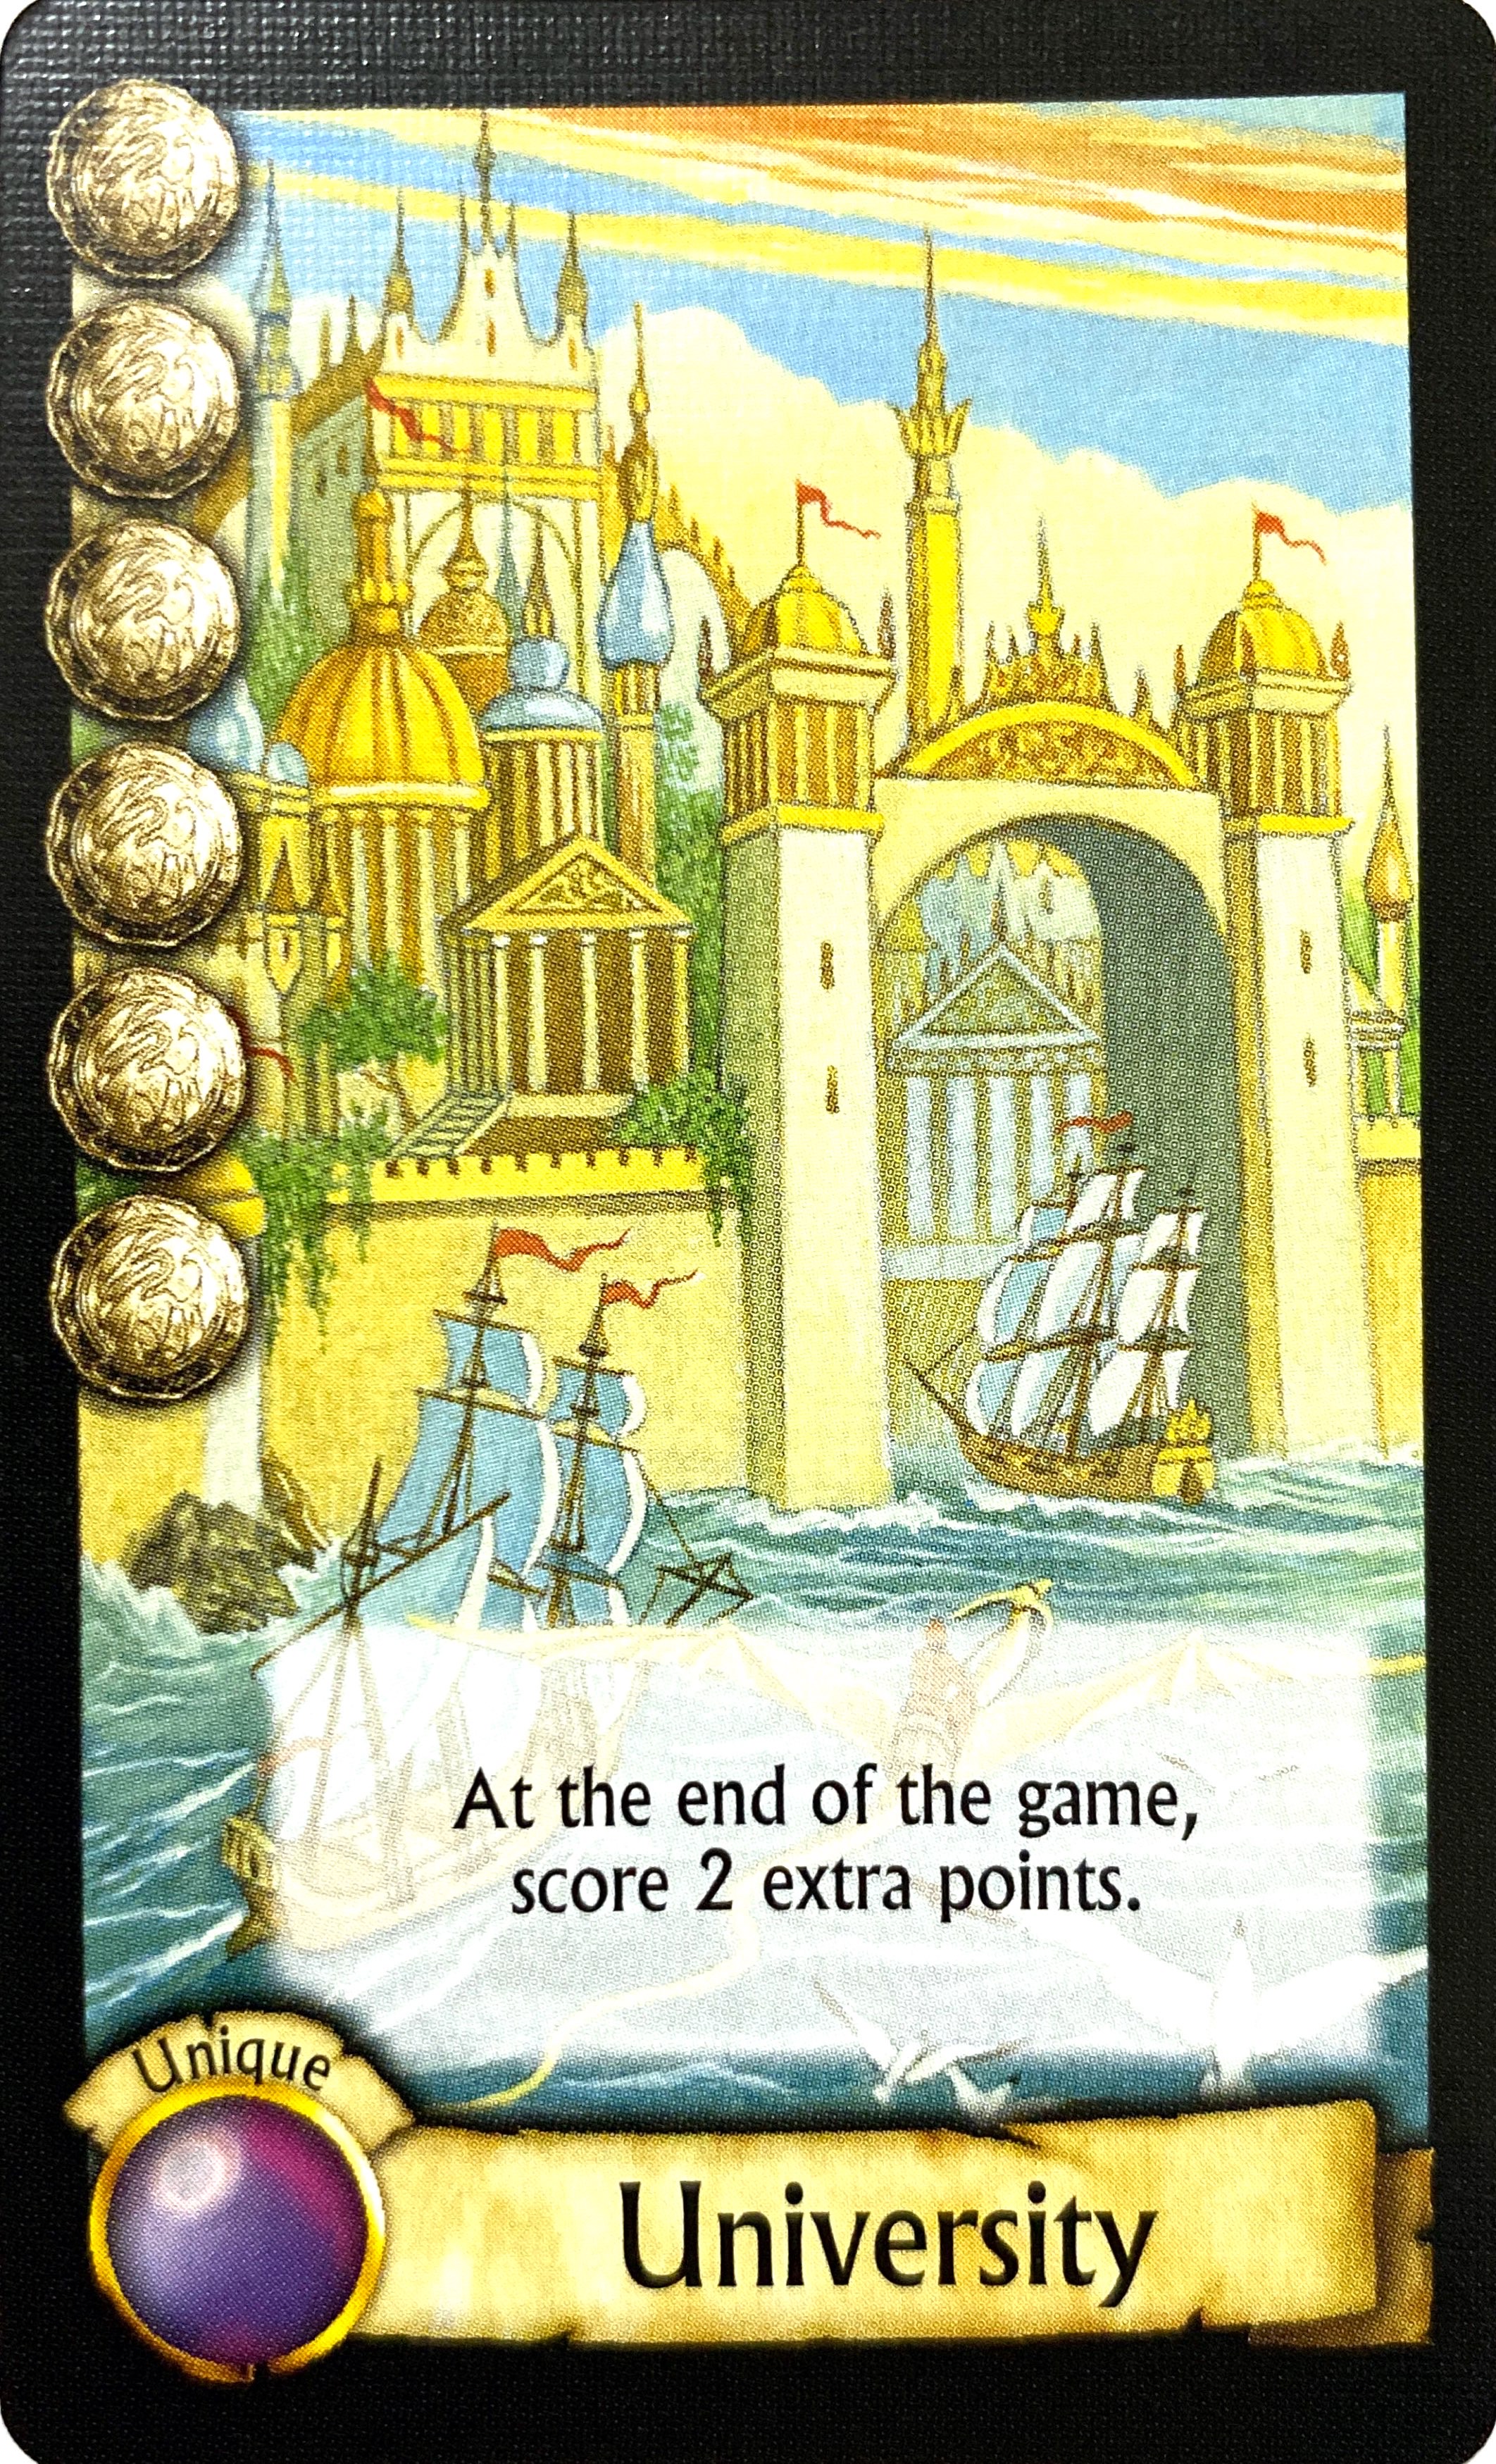 At the end of the game,
score 2 extra points.
Unique
University